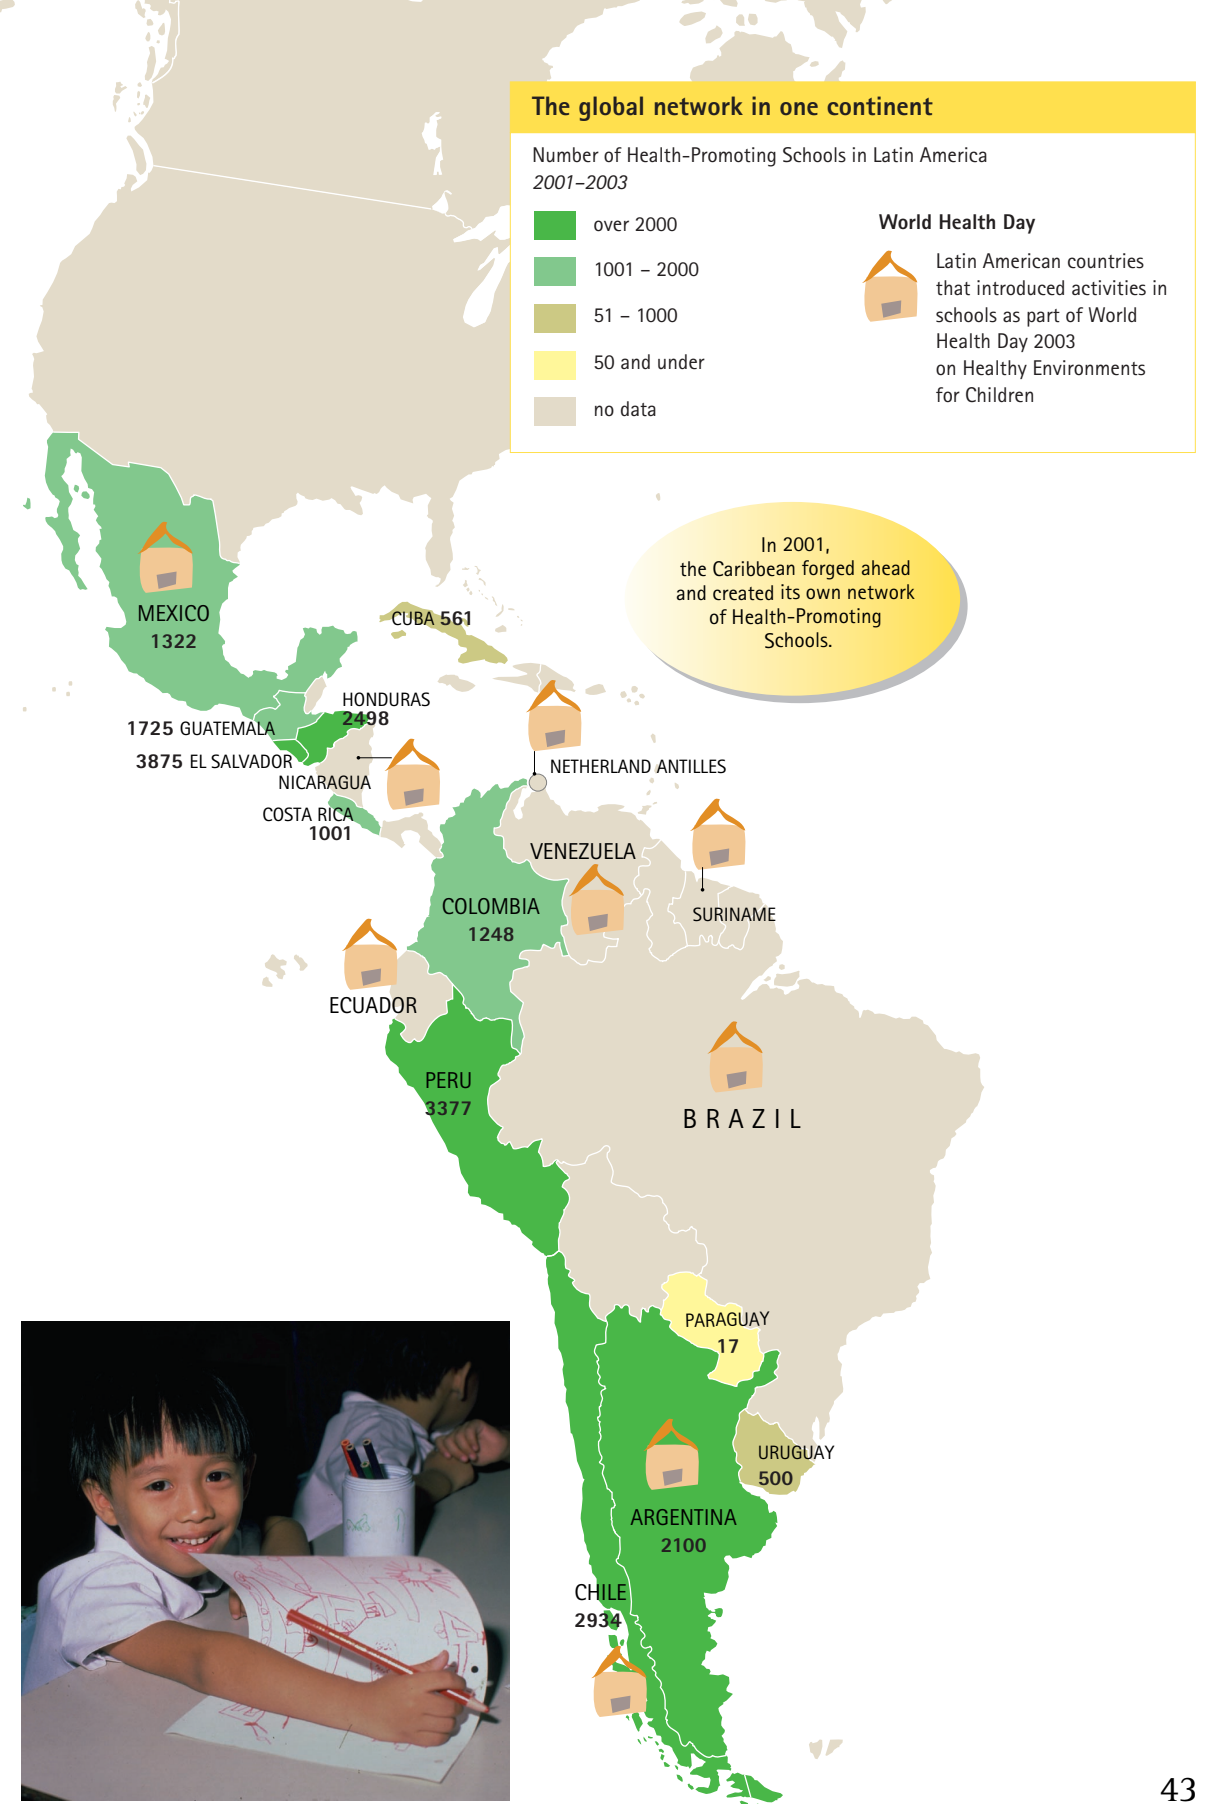 The global network in one continent
Number of Health-Promoting Schools in Latin America
2001–2003
over 2000
1001 – 2000
51 – 1000
50 and under
no data
World Health Day
Latin American countries
that introduced activities in
schools as part of World
Health Day 2003
on Healthy Environments
for Children
In 2001,
the Caribbean forged ahead
and created its own network
of Health-Promoting
Schools.
MEXICO
1322
CUBA 561
HONDURAS
2498
1725 GUATEMALA
3875 EL SALVADOR
NICARAGUA
COSTA RICA
1001
NETHERLAND ANTILLES
VENEZUELA
SURINAME
COLOMBIA
1248
ECUADOR
PERU
3377
BRAZIL
PARAGUAY
17
URUGUAY
500
ARGENTINA
2100
CHILE
2934
43